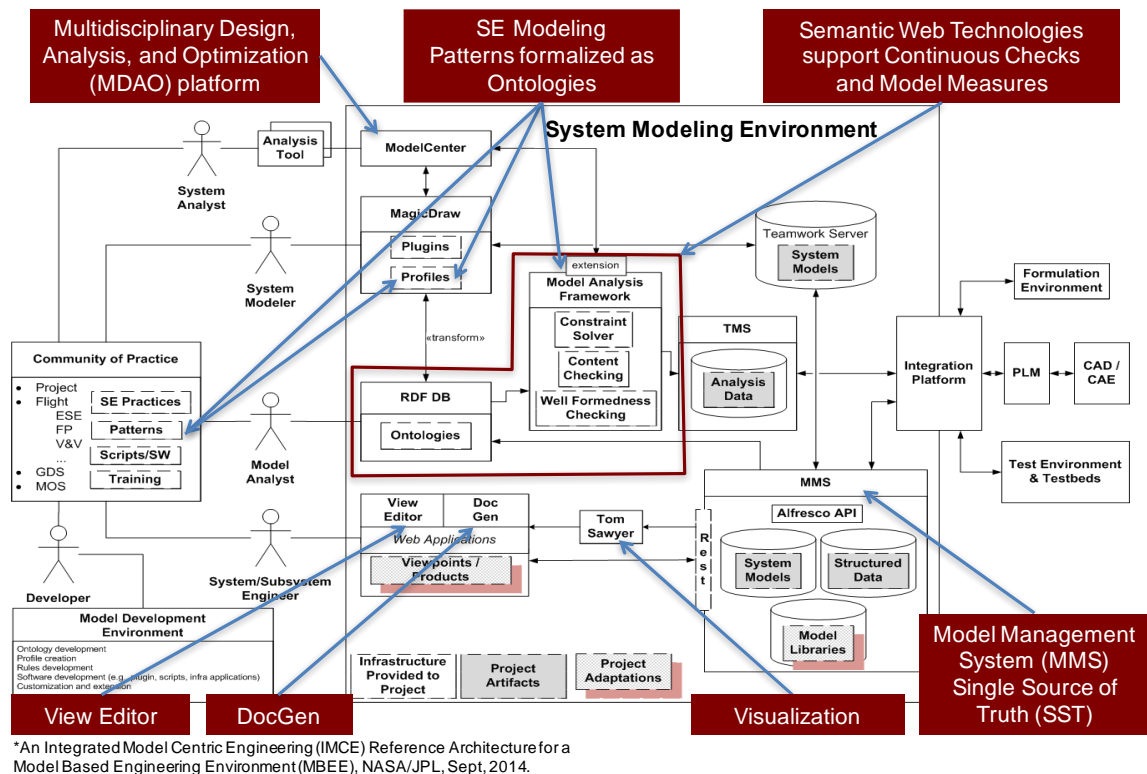 Multidisciplinary Design,
Analysis, and Optimization
(MDAO) platform
SE Modeling
Patterns formalized as
Ontologies
Semantic Web Technologies
support Continuous Checks
and Model Measures
System Modeling Environment
Analysis
Tool
System
Analyst
ModelCenter
MagicDraw
Plugins
Profiles
System
Modeler
Teamwork Server
System
Models
extension
Model Analysis
Framework
Constraint
Solver
Content
Checking
Well Formedness
Checking
«transform»
TMS
Analysis
Data
Formulation
Environment
Integration
Platform
PLM
CAD /
CAE
Test Environment
& Testbeds
Community of Practice
• Project
• Flight
ESE
FP
V&V
...
• GDS
• MOS
SE Practices
Patterns
Scripts/SW
Training
RDF DB
Ontologies
Model
Analyst
View
Editor
Doc
Gen
Web Applications
Viewpoints /
Products
Tom
Sawyer
Rest
MMS
Alfresco API
System
Models
Structured
Data
Model
Libraries
Developer
System/Subsystem
Engineer
Model Development
Environment
Ontology development
Profile creation
Rules development
Software development (e.g., plugin, scripts, infra applications)
Customization and extension
Infrastructure
Provided to
Project
Project
Artifacts
Project
Adaptations
View Editor
DocGen
Visualization
Model Management
System (MMS)
Single Source of
Truth (SST)
*An Integrated Model Centric Engineering (IMCE) Reference Architecture for a
Model Based Engineering Environment (MBEE), NASA/JPL, Sept, 2014.